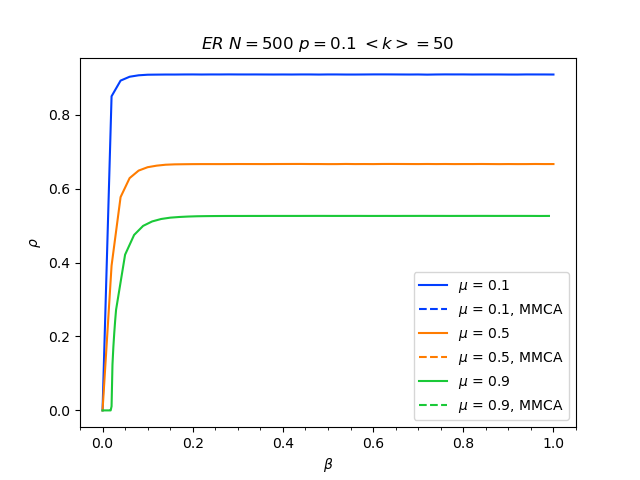 ER N = 500 p = 0.1 < k > = 50
0.8
0.6
0.4
0.2
0.0
ρ
0.0 0.2 0.4 0.6 0.8 1.0
β
μ = 0.1
μ = 0.1, MMCA
μ = 0.5
μ = 0.5, MMCA
μ = 0.9
μ = 0.9, MMCA